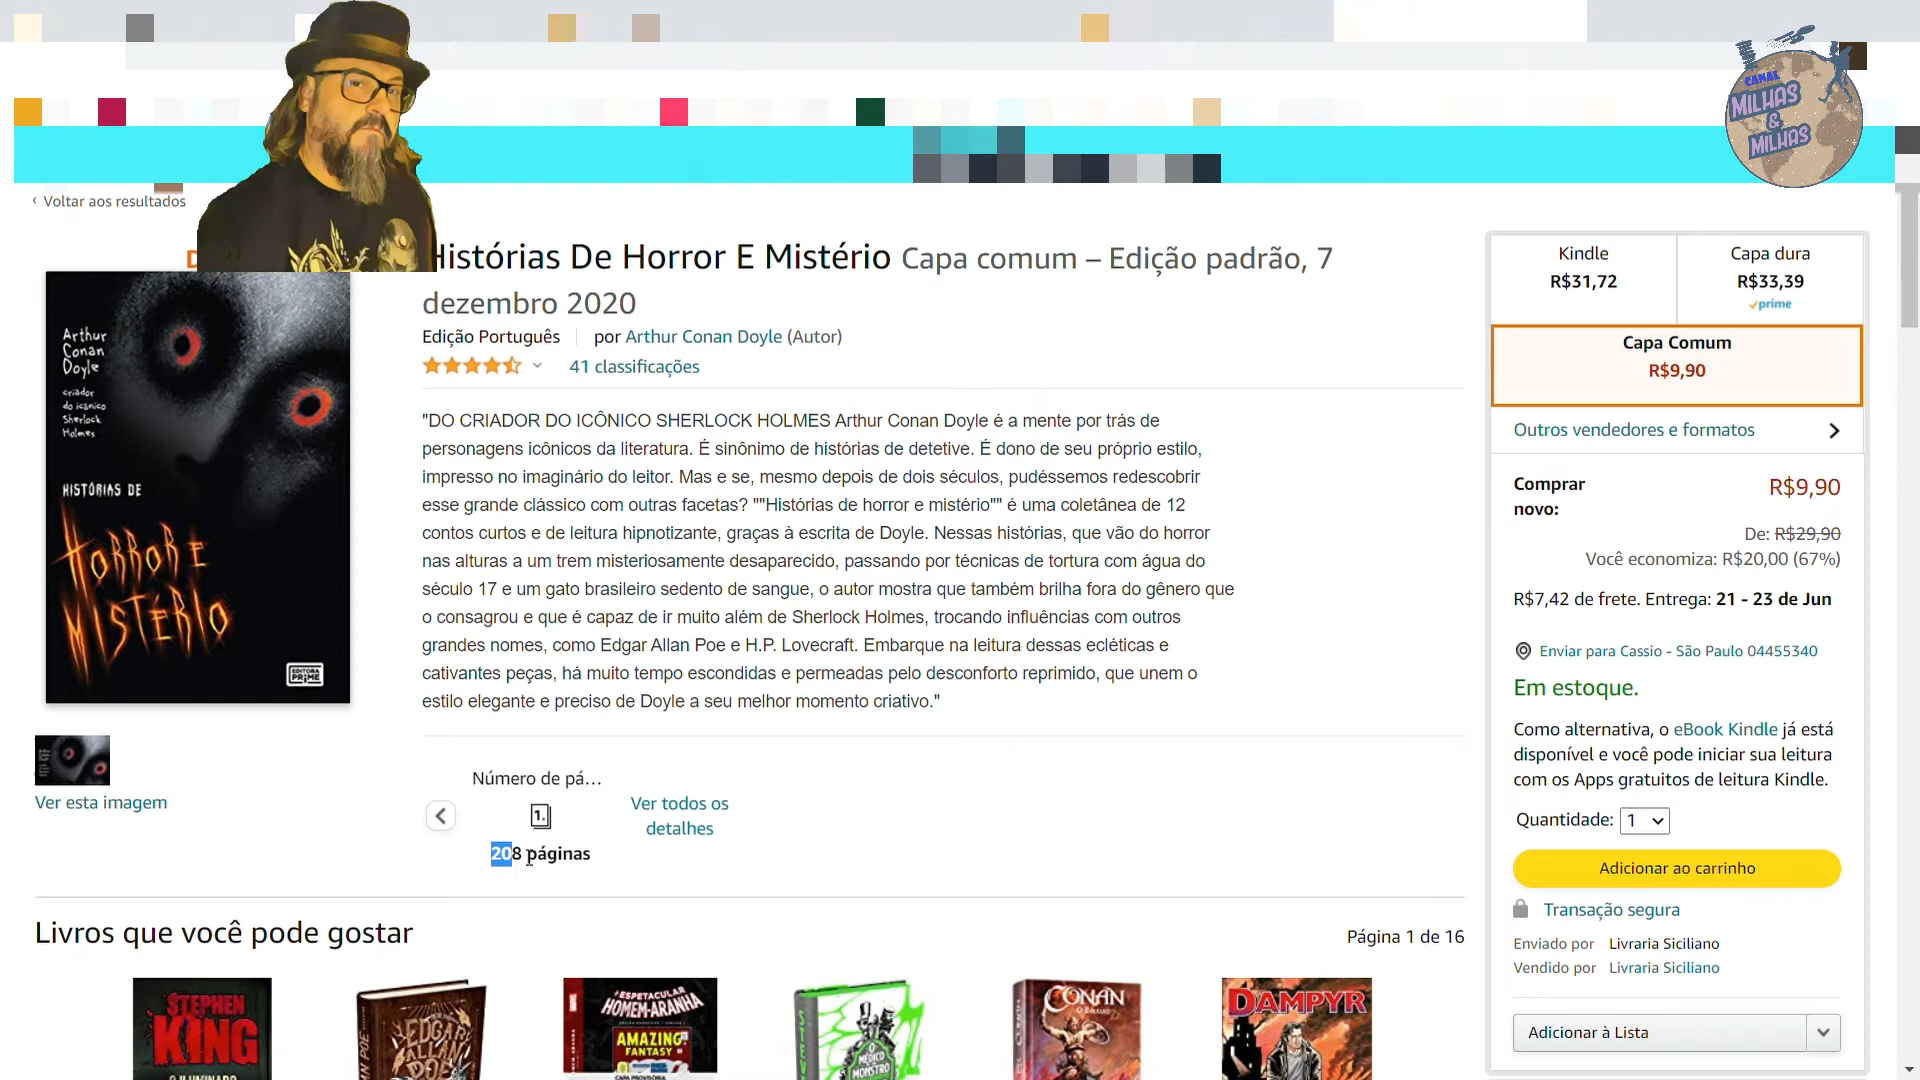 CANAL
MILHAS
&
MILHAS
‹ Voltar aos resultados
Histórias De Horror E Mistério Capa comum – Edição padrão, 7
dezembro 2020
Edição Português
por Arthur Conan Doyle (Autor)
41 classificações
Arthur
Conan
Doyle
criador
do icônico
Sherlock
Holmes
HISTÓRIAS DE
HORROR E
MISTÉRIO
EDITORA
PRIME
Ver esta imagem
"DO CRIADOR DO ICÔNICO SHERLOCK HOLMES Arthur Conan Doyle é a mente por trás de
personagens icônicos da literatura. É sinônimo de histórias de detetive. É dono de seu próprio estilo,
impresso no imaginário do leitor. Mas e se, mesmo depois de dois séculos, pudéssemos redescobrir
esse grande clássico com outras facetas? ""Histórias de horror e mistério"" é uma coletânea de 12
contos curtos e de leitura hipnotizante, graças à escrita de Doyle. Nessas histórias, que vão do horror
nas alturas a um trem misteriosamente desaparecido, passando por técnicas de tortura com água do
século 17 e um gato brasileiro sedento de sangue, o autor mostra que também brilha fora do gênero que
o consagrou e que é capaz de ir muito além de Sherlock Holmes, trocando influências com outros
grandes nomes, como Edgar Allan Poe e H.P. Lovecraft. Embarque na leitura dessas ecléticas e
cativantes peças, há muito tempo escondidas e permeadas pelo desconforto reprimido, que unem o
estilo elegante e preciso de Doyle a seu melhor momento criativo."
Número de pá...
1.
208 páginas
Ver todos os
detalhes
Kindle
R$31,72
Capa dura
R$33,39
prime
Capa Comum
R$9,90
Outros vendedores e formatos
Comprar
novo:
R$9,90
De: R$29,90
Você economiza: R$20,00 (67%)
R$7,42 de frete. Entrega: 21 - 23 de Jun
Enviar para Cassio - São Paulo 04455340
Em estoque.
Como alternativa, o eBook Kindle já está
disponível e você pode iniciar sua leitura
com os Apps gratuitos de leitura Kindle.
Quantidade: 1
Adicionar ao carrinho
Transação segura
Enviado por Livraria Siciliano
Vendido por Livraria Siciliano
Adicionar à Lista
Livros que você pode gostar
Página 1 de 16
STEPHEN
KING
EDGAR
ALLAN
POE
O ESPETACULAR
HOMEM-ARANHA
AMAZING
FANTASY
CAPA PROVISÓRIA
O MÉDICO
MONSTRO
CONAN
O BÁRBARO
DAMPYR